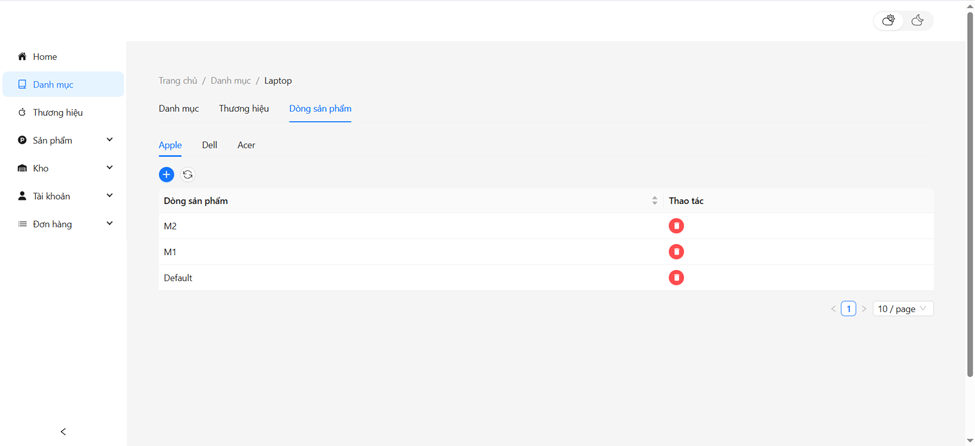 Home
Danh mục
Thương hiệu
Sản phẩm
Kho
Tài khoản
Đơn hàng
Trang chủ / Danh mục / Laptop
Danh mục Thương hiệu Dòng sản phẩm
Apple Dell Acer
Dòng sản phẩm Thao tác
M2
M1
Default
1 10 / page